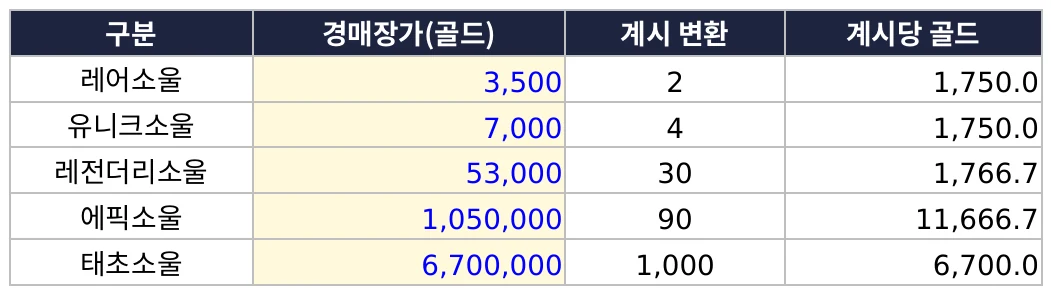 구분 경매장가(골드) 계시 변환 계시당 골드
레어소울 3,500 2 1,750.0
유니크소울 7,000 4 1,750.0
레전더리소울 53,000 30 1,766.7
에픽소울 1,050,000 90 11,666.7
태초소울 6,700,000 1,000 6,700.0